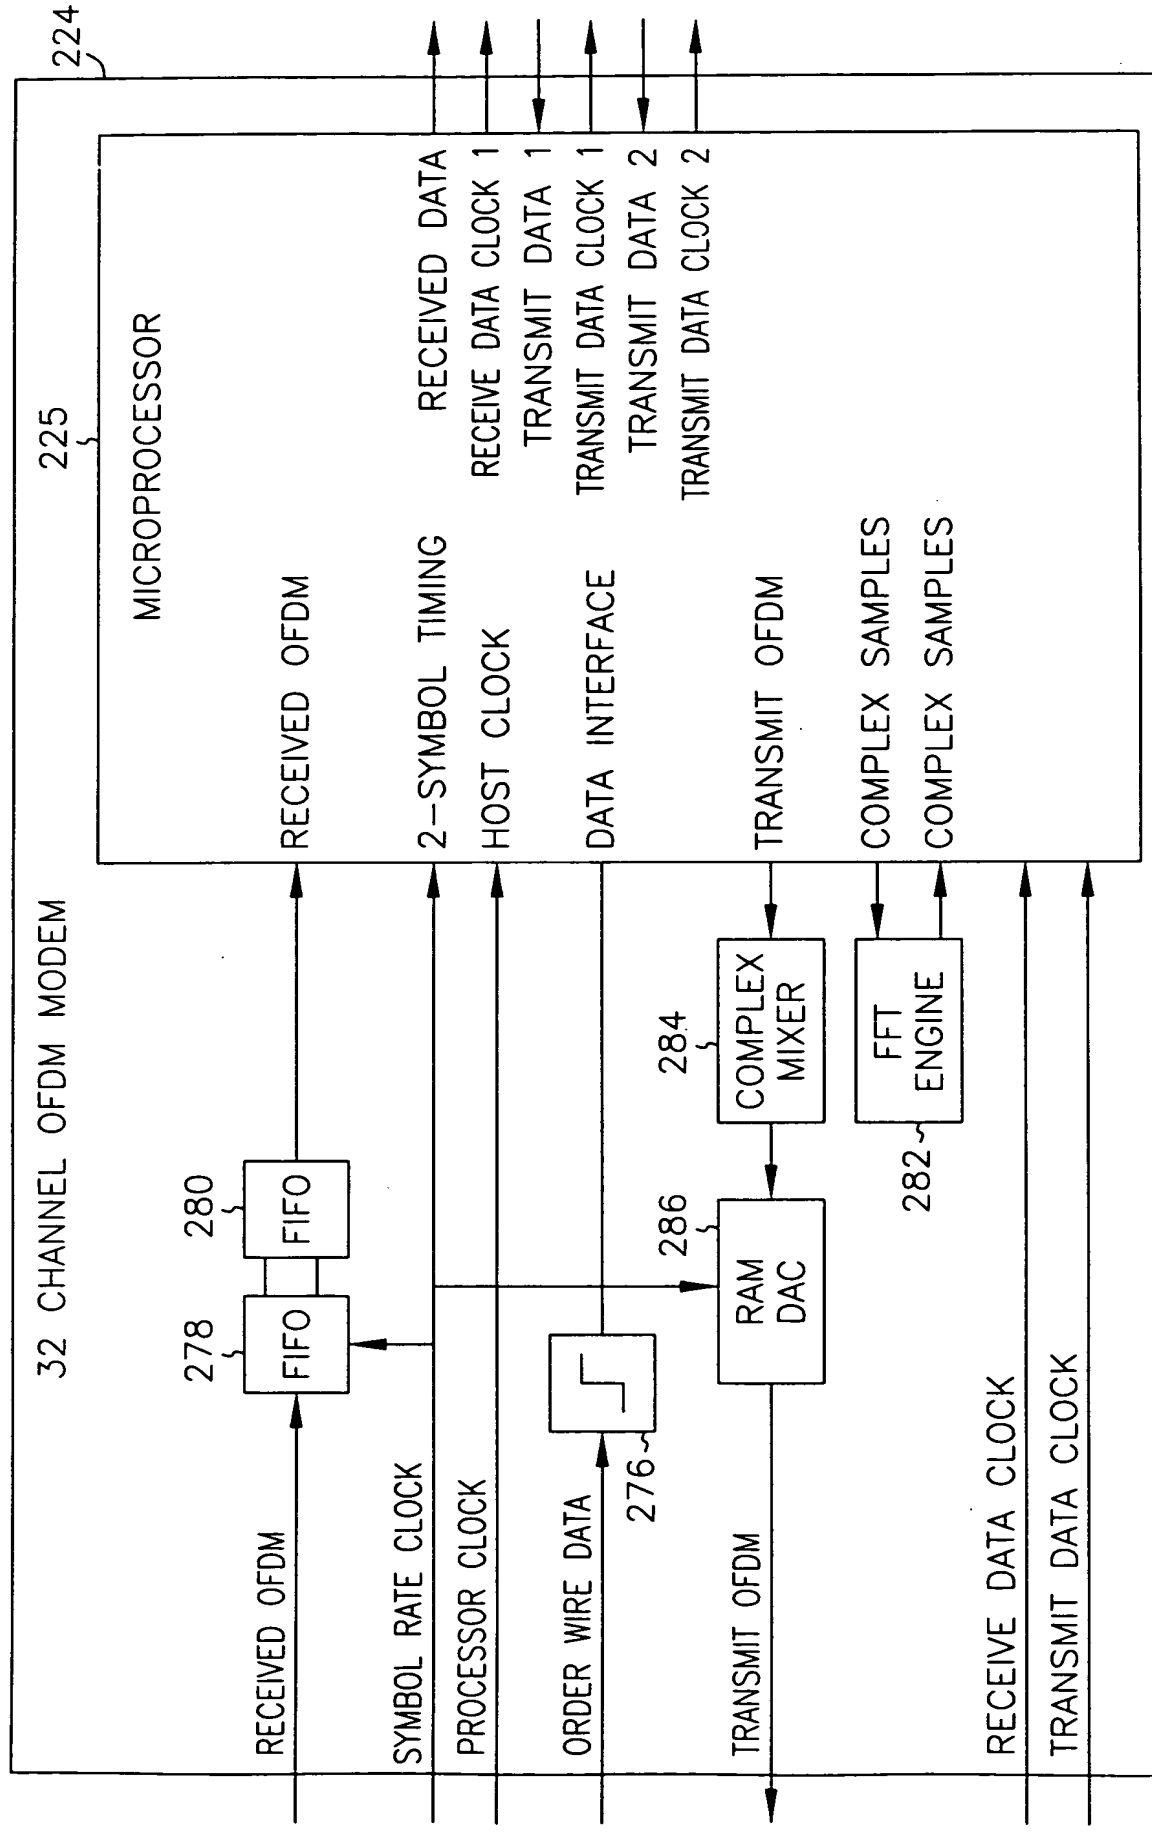 32 CHANNEL OFDM MODEM
224
225
MICROPROCESSOR
RECEIVED OFDM
278
FIFO
280
FIFO
RECEIVED OFDM
SYMBOL RATE CLOCK
2-SYMBOL TIMING
PROCESSOR CLOCK
HOST CLOCK
ORDER WIRE DATA
276
DATA INTERFACE
TRANSMIT OFDM
286
RAM
DAC
284
COMPLEX
MIXER
TRANSMIT OFDM
282
FFT
ENGINE
COMPLEX SAMPLES
COMPLEX SAMPLES
RECEIVE DATA CLOCK
TRANSMIT DATA CLOCK
RECEIVED DATA
RECEIVE DATA CLOCK 1
TRANSMIT DATA 1
TRANSMIT DATA CLOCK 1
TRANSMIT DATA 2
TRANSMIT DATA CLOCK 2